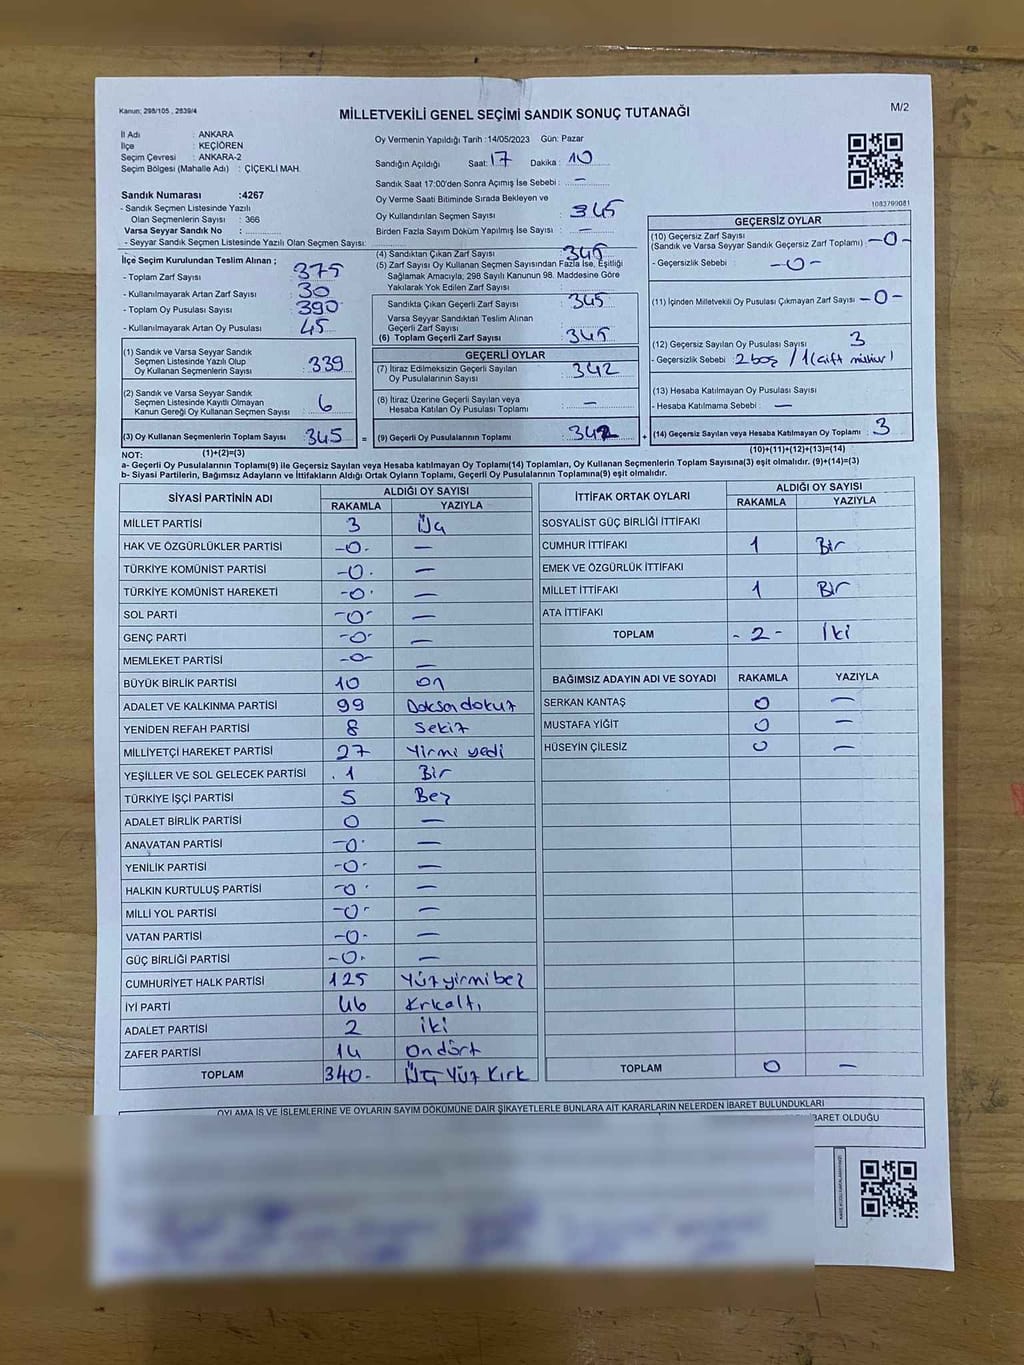 Kanun: 298/105 , 2839/4
MİLLETVEKİLİ GENEL SEÇİMİ SANDIK SONUÇ TUTANAĞI
M/2
İl Adı : ANKARA
İlçe : KEÇİÖREN
Seçim Çevresi : ANKARA-2
Seçim Bölgesi (Mahalle Adı) : ÇİÇEKLİ MAH.
Sandık Numarası :4267
- Sandık Seçmen Listesinde Yazılı
Olan Seçmenlerin Sayısı : 366
Varsa Seyyar Sandık No :
- Seyyar Sandık Seçmen Listesinde Yazılı Olan Seçmen Sayısı:
Oy Vermenin Yapıldığı Tarih :14/05/2023 Gün: Pazar
Sandığın Açıldığı Saat: 17 Dakika : 10
Sandık Saat 17:00'den Sonra Açımış İse Sebebi : —
Oy Verme Saati Bitiminde Sırada Bekleyen ve
Oy Kullandırılan Seçmen Sayısı : 345
Birden Fazla Sayım Döküm Yapılmış İse Sayısı : —
1083799081
İlçe Seçim Kurulundan Teslim Alınan ;
- Toplam Zarf Sayısı : 375
- Kullanılmayarak Artan Zarf Sayısı : 30
- Toplam Oy Pusulası Sayısı : 390
- Kullanılmayarak Artan Oy Pusulası : 45
(1) Sandık ve Varsa Seyyar Sandık
Seçmen Listesinde Yazılı Olup
Oy Kullanan Seçmenlerin Sayısı : 339
(2) Sandık ve Varsa Seyyar Sandık
Seçmen Listesinde Kayıtlı Olmayan
Kanun Gereği Oy Kullanan Seçmen Sayısı : 6
(3) Oy Kullanan Seçmenlerin Toplam Sayısı : 345
(1)+(2)=(3)
(4) Sandıktan Çıkan Zarf Sayısı : 345
(5) Zarf Sayısı Oy Kullanan Seçmen Sayısından Fazla İse, Eşitliği
Sağlamak Amacıyla; 298 Sayılı Kanunun 98. Maddesine Göre
Yakılarak Yok Edilen Zarf Sayısı :
Sandıkta Çıkan Geçerli Zarf Sayısı : 345
Varsa Seyyar Sandıktan Teslim Alınan
Geçerli Zarf Sayısı :
(6) Toplam Geçerli Zarf Sayısı : 345
GEÇERLİ OYLAR
(7) İtiraz Edilmeksizin Geçerli Sayılan
Oy Pusulalarının Sayısı : 342
(8) İtiraz Üzerine Geçerli Sayılan veya
Hesaba Katılan Oy Pusulası Toplamı : —
= (9) Geçerli Oy Pusulalarının Toplamı : 342
GEÇERSİZ OYLAR
(10) Geçersiz Zarf Sayısı
(Sandık ve Varsa Seyyar Sandık Geçersiz Zarf Toplamı) : -0-
- Geçersizlik Sebebi : -0-
(11) İçinden Milletvekili Oy Pusulası Çıkmayan Zarf Sayısı : -0-
(12) Geçersiz Sayılan Oy Pusulası Sayısı : 3
- Geçersizlik Sebebi : 2 boş / 1 (çift mühür)
(13) Hesaba Katılmayan Oy Pusulası Sayısı
- Hesaba Katılmama Sebebi : —
+ (14) Geçersiz Sayılan veya Hesaba Katılmayan Oy Toplamı : 3
(10)+(11)+(12)+(13)=(14)
NOT:
a- Geçerli Oy Pusulalarının Toplamı(9) ile Geçersiz Sayılan veya Hesaba katılmayan Oy Toplamı(14) Toplamları, Oy Kullanan Seçmenlerin Toplam Sayısına(3) eşit olmalıdır. (9)+(14)=(3)
b- Siyasi Partilerin, Bağımsız Adayların ve İttifakların Aldığı Ortak Oyların Toplamı, Geçerli Oy Pusulalarının Toplamına(9) eşit olmalıdır.
SİYASİ PARTİNİN ADI ALDIĞI OY SAYISI
RAKAMLA YAZIYLA
MİLLET PARTİSİ 3 Üç
HAK VE ÖZGÜRLÜKLER PARTİSİ -0- —
TÜRKİYE KOMÜNİST PARTİSİ -0- —
TÜRKİYE KOMÜNİST HAREKETİ -0- —
SOL PARTİ -0- —
GENÇ PARTİ -0- —
MEMLEKET PARTİSİ -0- —
BÜYÜK BİRLİK PARTİSİ 10 on
ADALET VE KALKINMA PARTİSİ 99 Doksandokuz
YENİDEN REFAH PARTİSİ 8 Sekiz
MİLLİYETÇİ HAREKET PARTİSİ 27 Yirmi yedi
YEŞİLLER VE SOL GELECEK PARTİSİ 1 Bir
TÜRKİYE İŞÇİ PARTİSİ 5 Beş
ADALET BİRLİK PARTİSİ 0 —
ANAVATAN PARTİSİ -0- —
YENİLİK PARTİSİ -0- —
HALKIN KURTULUŞ PARTİSİ -0- —
MİLLİ YOL PARTİSİ -0- —
VATAN PARTİSİ -0- —
GÜÇ BİRLİĞİ PARTİSİ -0- —
CUMHURİYET HALK PARTİSİ 125 Yüzyirmibeş
İYİ PARTİ 46 Krkaltı
ADALET PARTİSİ 2 iki
ZAFER PARTİSİ 14 Ondört
TOPLAM 340- Üç Yüz Kırk
İTTİFAK ORTAK OYLARI ALDIĞI OY SAYISI
RAKAMLA YAZIYLA
SOSYALİST GÜÇ BİRLİĞİ İTTİFAKI
CUMHUR İTTİFAKI 1 Bir
EMEK VE ÖZGÜRLÜK İTTİFAKI
MİLLET İTTİFAKI 1 Bir
ATA İTTİFAKI
TOPLAM - 2 - İki
BAĞIMSIZ ADAYIN ADI VE SOYADI RAKAMLA YAZIYLA
SERKAN KANTAŞ 0 —
MUSTAFA YİĞİT 0 —
HÜSEYİN ÇİLESİZ 0 —
TOPLAM 0 —
OYLAMA İŞ VE İŞLEMLERİNE VE OYLARIN SAYIM DÖKÜMÜNE DAİR ŞİKAYETLERLE BUNLARA AİT KARARLARIN NELERDEN İBARET BULUNDUKLARI
İBARET OLDUĞU